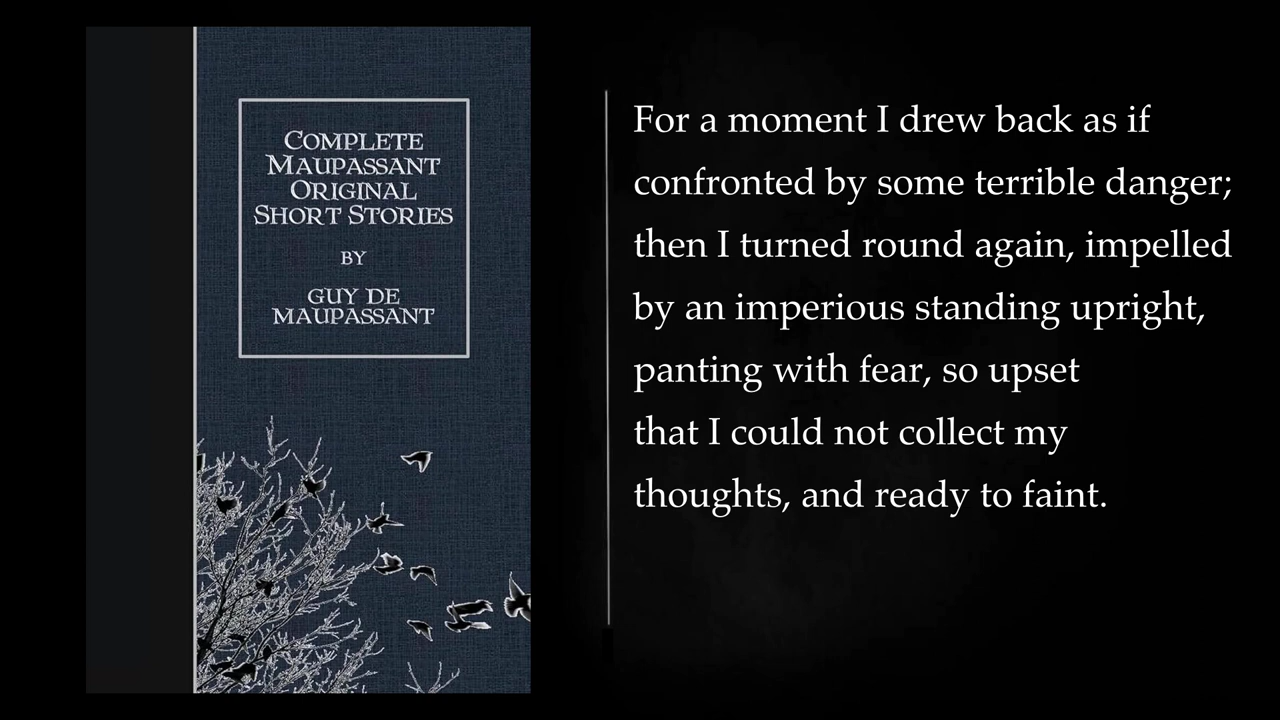 COMPLETE
MAUPASSANT
ORIGINAL
SHORT STORIES
BY
GUY DE
MAUPASSANT
For a moment I drew back as if
confronted by some terrible danger;
then I turned round again, impelled
by an imperious standing upright,
panting with fear, so upset
that I could not collect my
thoughts, and ready to faint.